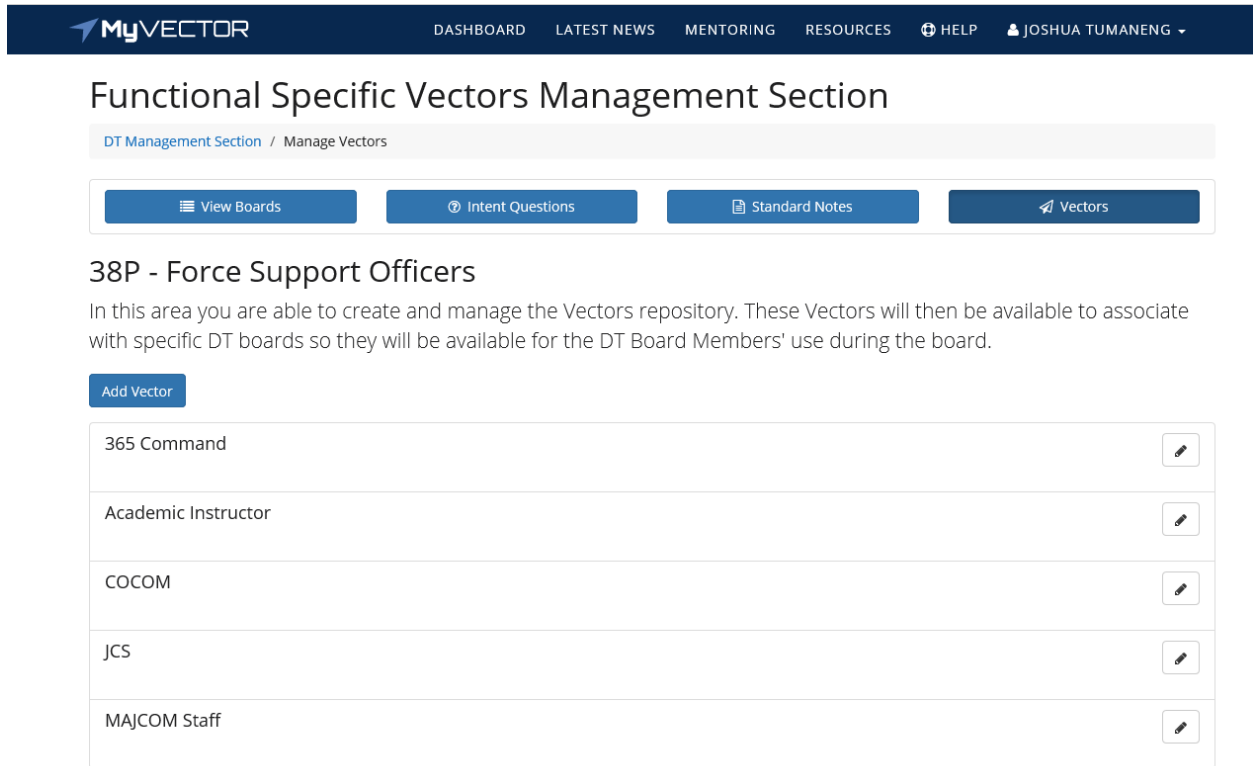 MyVECTOR DASHBOARD LATEST NEWS MENTORING RESOURCES HELP JOSHUA TUMANENG
Functional Specific Vectors Management Section
DT Management Section / Manage Vectors
View Boards Intent Questions Standard Notes Vectors
38P - Force Support Officers
In this area you are able to create and manage the Vectors repository. These Vectors will then be available to associate
with specific DT boards so they will be available for the DT Board Members' use during the board.
Add Vector
365 Command
Academic Instructor
COCOM
JCS
MAJCOM Staff